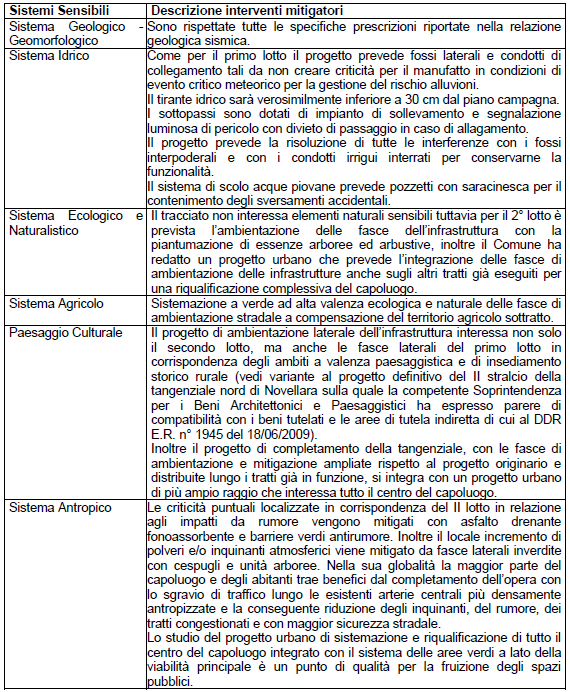 Sistemi Sensibili
Descrizione interventi mitigatori
Sistema Geologico -
Geomorfologico
Sono rispettate tutte le specifiche prescrizioni riportate nella relazione
geologica sismica.
Sistema Idrico
Come per il primo lotto il progetto prevede fossi laterali e condotti di
collegamento tali da non creare criticità per il manufatto in condizioni di
evento critico meteorico per la gestione del rischio alluvioni.
Il tirante idrico sarà verosimilmente inferiore a 30 cm dal piano campagna.
I sottopassi sono dotati di impianto di sollevamento e segnalazione
luminosa di pericolo con divieto di passaggio in caso di allagamento.
Il progetto prevede la risoluzione di tutte le interferenze con i fossi
interpoderali e con i condotti irrigui interrati per conservarne la
funzionalità.
Il sistema di scolo acque piovane prevede pozzetti con saracinesca per il
contenimento degli sversamenti accidentali.
Sistema Ecologico e
Naturalistico
Il tracciato non interessa elementi naturali sensibili tuttavia per il 2° lotto è
prevista l'ambientazione delle fasce dell'infrastruttura con la
piantumazione di essenze arboree ed arbustive, inoltre il Comune ha
redatto un progetto urbano che prevede l'integrazione delle fasce di
ambientazione delle infrastrutture anche sugli altri tratti già eseguiti per
una riqualificazione complessiva del capoluogo.
Sistema Agricolo
Sistemazione a verde ad alta valenza ecologica e naturale delle fasce di
ambientazione stradale a compensazione del territorio agricolo sottratto.
Paesaggio Culturale
Il progetto di ambientazione laterale dell'infrastruttura interessa non solo
il secondo lotto, ma anche le fasce laterali del primo lotto in
corrispondenza degli ambiti a valenza paesaggistica e di insediamento
storico rurale (vedi variante al progetto definitivo del II stralcio della
tangenziale nord di Novellara sulla quale la competente Soprintendenza
per i Beni Architettonici e Paesaggistici ha espresso parere di
compatibilità con i beni tutelati e le aree di tutela indiretta di cui al DDR
E.R. n° 1945 del 18/06/2009).
Inoltre il progetto di completamento della tangenziale, con le fasce di
ambientazione e mitigazione ampliate rispetto al progetto originario e
distribuite lungo i tratti già in funzione, si integra con un progetto urbano
di più ampio raggio che interessa tutto il centro del capoluogo.
Sistema Antropico
Le criticità puntuali localizzate in corrispondenza del II lotto in relazione
agli impatti da rumore vengono mitigati con asfalto drenante
fonoassorbente e barriere verdi antirumore. Inoltre il locale incremento di
polveri e/o inquinanti atmosferici viene mitigato da fasce laterali inverdite
con cespugli e unità arboree. Nella sua globalità la maggior parte del
capoluogo e degli abitanti trae benefici dal completamento dell'opera con
lo sgravio di traffico lungo le esistenti arterie centrali più densamente
antropizzate e la conseguente riduzione degli inquinanti, del rumore, dei
tratti congestionati e con maggior sicurezza stradale.
Lo studio del progetto urbano di sistemazione e riqualificazione di tutto il
centro del capoluogo integrato con il sistema delle aree verdi a lato della
viabilità principale è un punto di qualità per la fruizione degli spazi
pubblici.